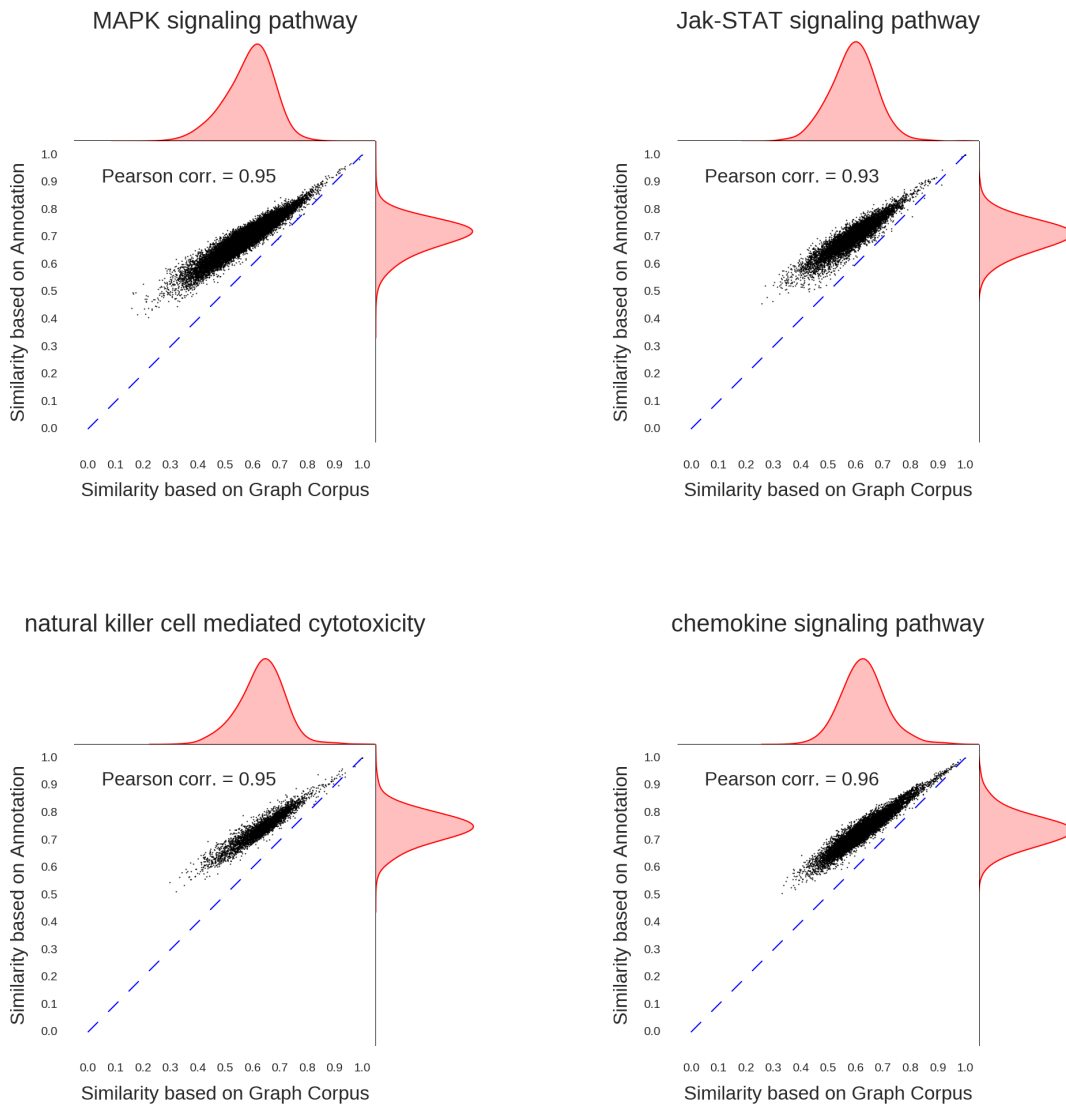 MAPK signaling pathway
Pearson corr. = 0.95
Similarity based on Annotation
1.0
0.9
0.8
0.7
0.6
0.5
0.4
0.3
0.2
0.1
0.0
0.0 0.1 0.2 0.3 0.4 0.5 0.6 0.7 0.8 0.9 1.0
Similarity based on Graph Corpus
Jak-STAT signaling pathway
Pearson corr. = 0.93
Similarity based on Annotation
1.0
0.9
0.8
0.7
0.6
0.5
0.4
0.3
0.2
0.1
0.0
0.0 0.1 0.2 0.3 0.4 0.5 0.6 0.7 0.8 0.9 1.0
Similarity based on Graph Corpus
natural killer cell mediated cytotoxicity
Pearson corr. = 0.95
Similarity based on Annotation
1.0
0.9
0.8
0.7
0.6
0.5
0.4
0.3
0.2
0.1
0.0
0.0 0.1 0.2 0.3 0.4 0.5 0.6 0.7 0.8 0.9 1.0
Similarity based on Graph Corpus
chemokine signaling pathway
Pearson corr. = 0.96
Similarity based on Annotation
1.0
0.9
0.8
0.7
0.6
0.5
0.4
0.3
0.2
0.1
0.0
0.0 0.1 0.2 0.3 0.4 0.5 0.6 0.7 0.8 0.9 1.0
Similarity based on Graph Corpus